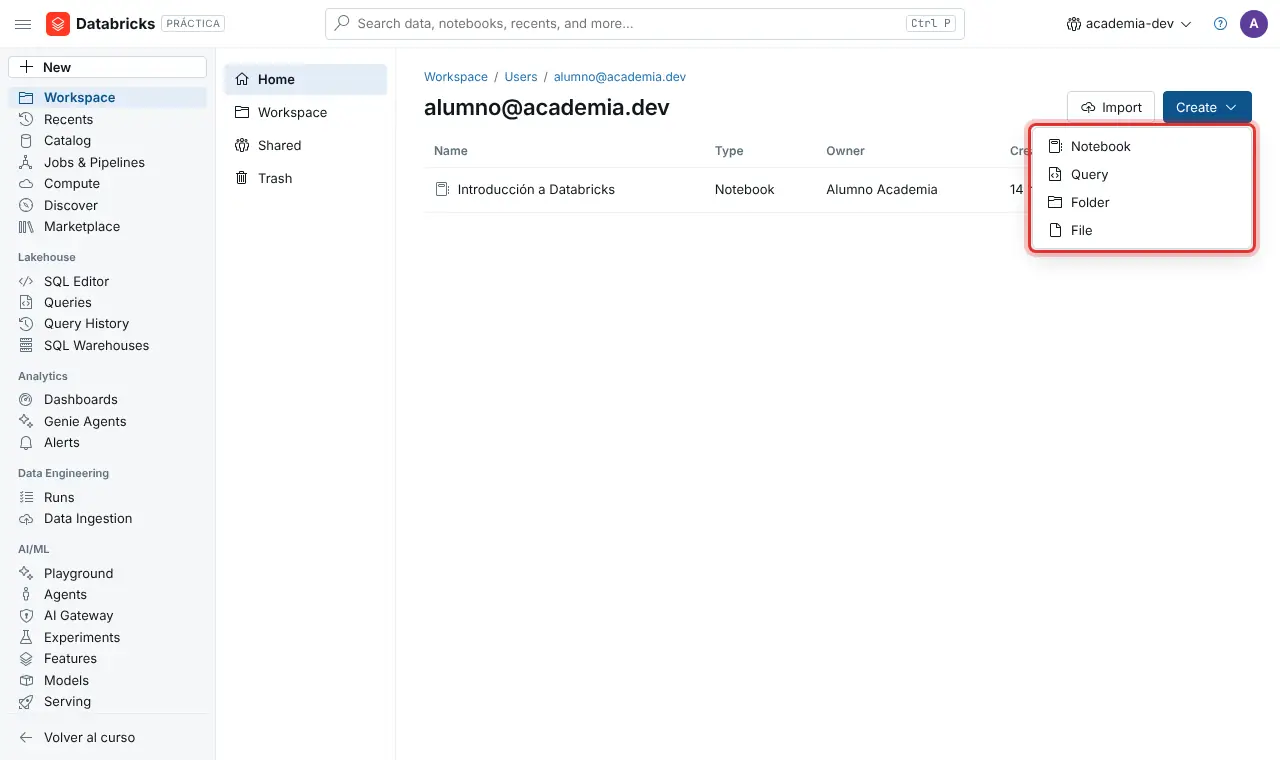 Databricks PRÁCTICA
Search data, notebooks, recents, and more... Ctrl P
academia-dev
A
New
Workspace
Recents
Catalog
Jobs & Pipelines
Compute
Discover
Marketplace
Lakehouse
SQL Editor
Queries
Query History
SQL Warehouses
Analytics
Dashboards
Genie Agents
Alerts
Data Engineering
Runs
Data Ingestion
AI/ML
Playground
Agents
AI Gateway
Experiments
Features
Models
Serving
Volver al curso
Home
Workspace
Shared
Trash
Workspace / Users / alumno@academia.dev
alumno@academia.dev
Import
Create
Name Type Owner
Introducción a Databricks Notebook Alumno Academia 14
Notebook
Query
Folder
File